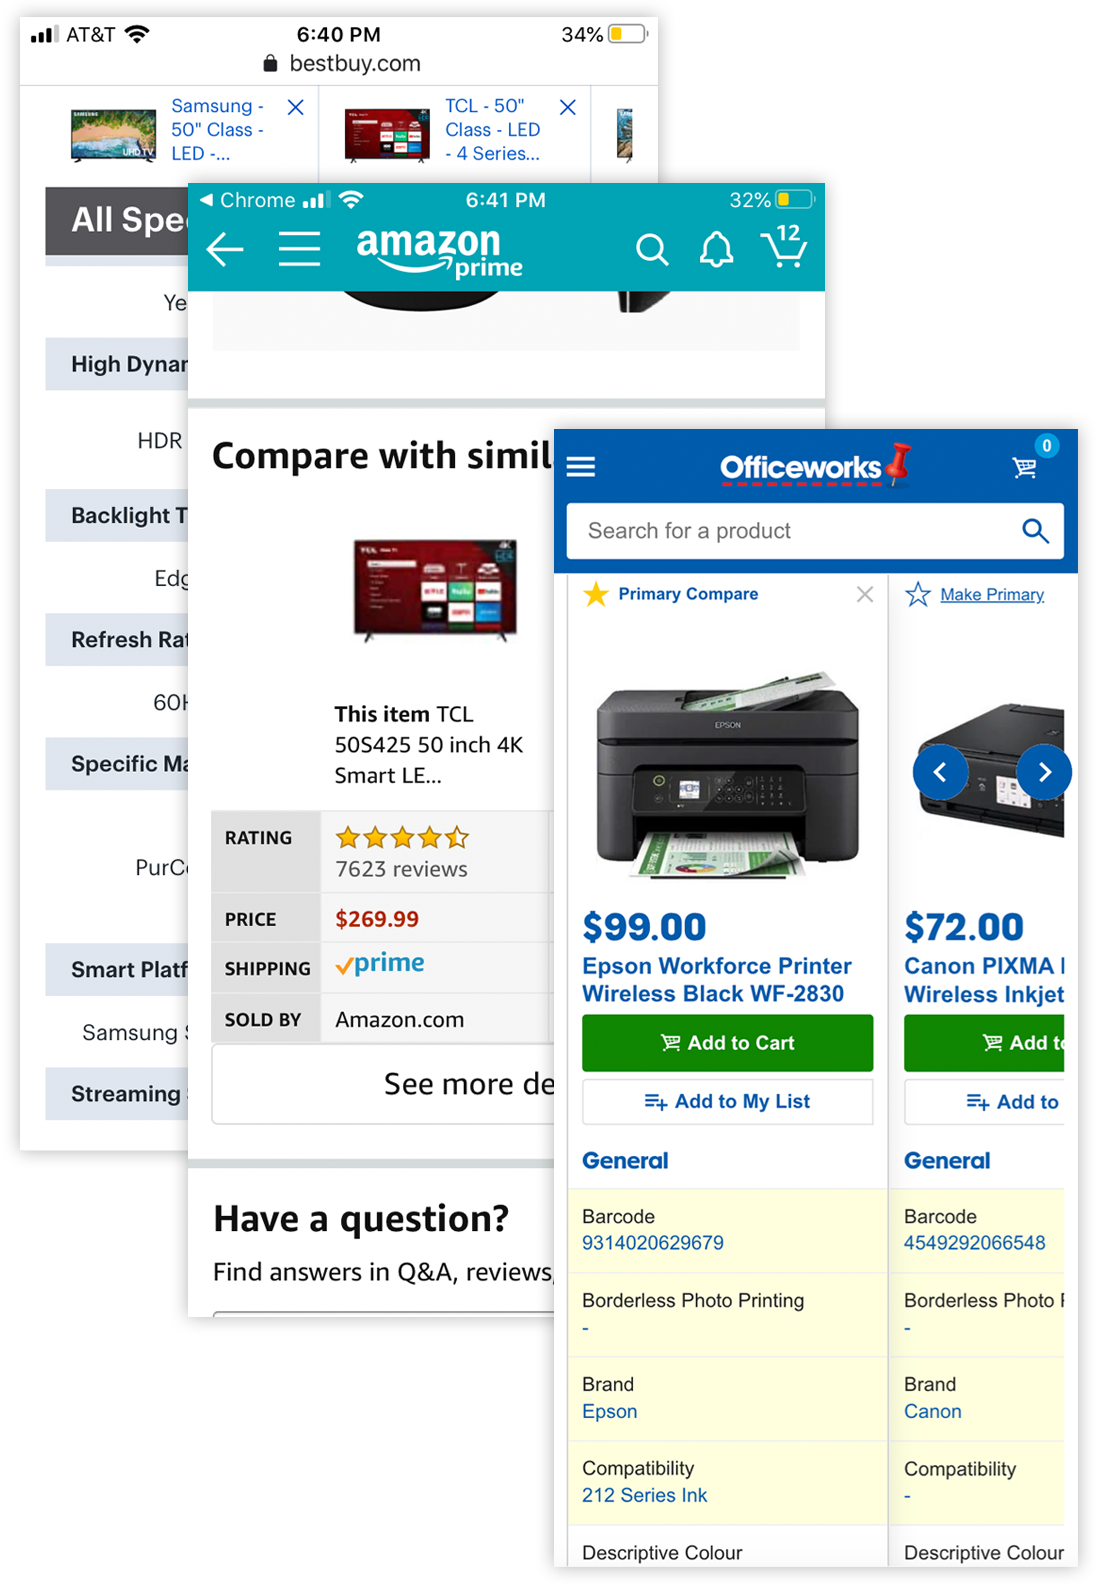 AT&T
6:40 PM
34%
bestbuy.com
Samsung -
50" Class -
LED -...
TCL - 50"
Class - LED
- 4 Series...
SAMSUNG
UHD TV
All Spe
Ye
High Dynar
HDR
Backlight T
Edg
Refresh Rat
60H
Specific Ma
PurCo
Smart Platf
Samsung S
Streaming
Chrome
6:41 PM
32%
amazon
prime
12
Compare with simil
This item TCL
50S425 50 inch 4K
Smart LE...
RATING
7623 reviews
PRICE
$269.99
SHIPPING
prime
SOLD BY
Amazon.com
See more de
Have a question?
Find answers in Q&A, reviews,
Officeworks
0
Search for a product
Primary Compare
Make Primary
EPSON
$99.00
Epson Workforce Printer
Wireless Black WF-2830
Add to Cart
Add to My List
General
Barcode
9314020629679
Borderless Photo Printing
-
Brand
Epson
Compatibility
212 Series Ink
Descriptive Colour
$72.00
Canon PIXMA
Wireless Inkjet
Add to
Add to
General
Barcode
4549292066548
Borderless Photo P
-
Brand
Canon
Compatibility
-
Descriptive Colour